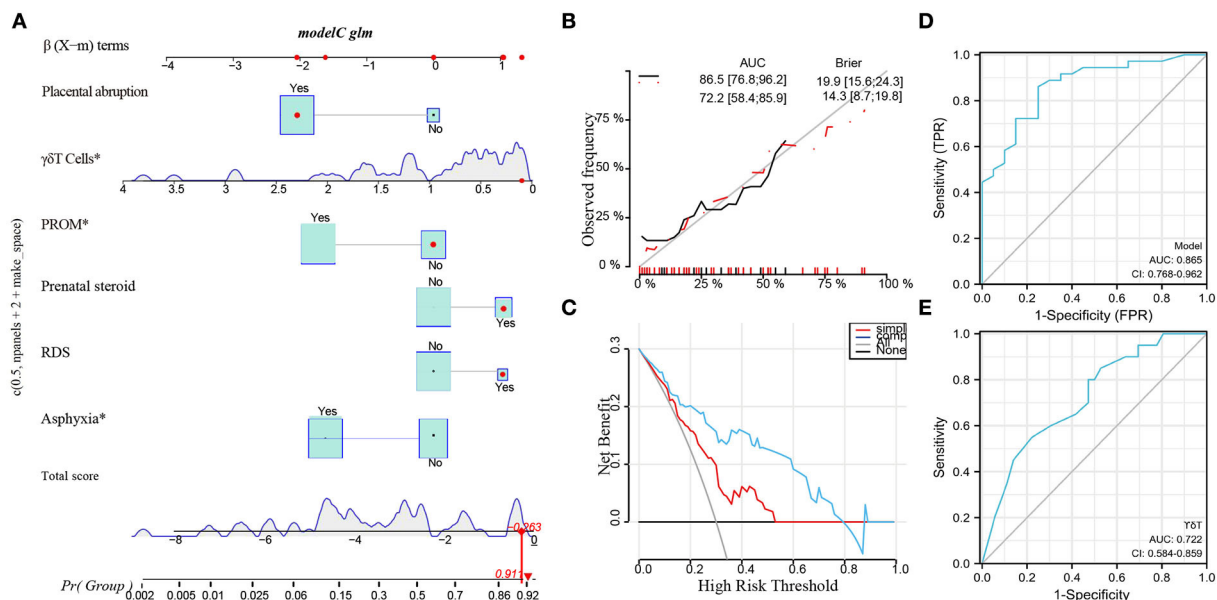 A
modelC glm
β (X−m) terms
−4 −3 −2 −1 0 1
Placental abruption
Yes
No
γδT Cells*
4 3 2 1 0.5 0
PROM*
Yes
No
Prenatal steroid
No
Yes
RDS
No
Yes
Asphyxia*
Yes
No
Total score
−8 −6 −4 −2 0
−0.263
0.911
Pr( Group )
0.002 0.005 0.01 0.025 0.06 0.15 0.3 0.5 0.7 0.86 0.92
c(0.5, npanels + 2 + make_space)
B
AUC Brier
86.5 [76.8;96.2] 19.9 [15.6;24.3]
72.2 [58.4;85.9] 14.3 [8.7;19.8]
Observed frequency
75 %
50 %
25 %
0 %
0 % 25 % 50 % 75 % 100 %
C
simpl
comp
All
None
Net Benefit
0.3
0.2
0.1
0.0
0.0 0.2 0.4 0.6 0.8 1.0
High Risk Threshold
D
Sensitivity (TPR)
1.0
0.8
0.6
0.4
0.2
0.0
Model
AUC: 0.865
CI: 0.768-0.962
0.0 0.2 0.4 0.6 0.8 1.0
1-Specificity (FPR)
E
Sensitivity
1.0
0.8
0.6
0.4
0.2
0.0
ϒδT
AUC: 0.722
CI: 0.584-0.859
0.0 0.2 0.4 0.6 0.8 1.0
1-Specificity